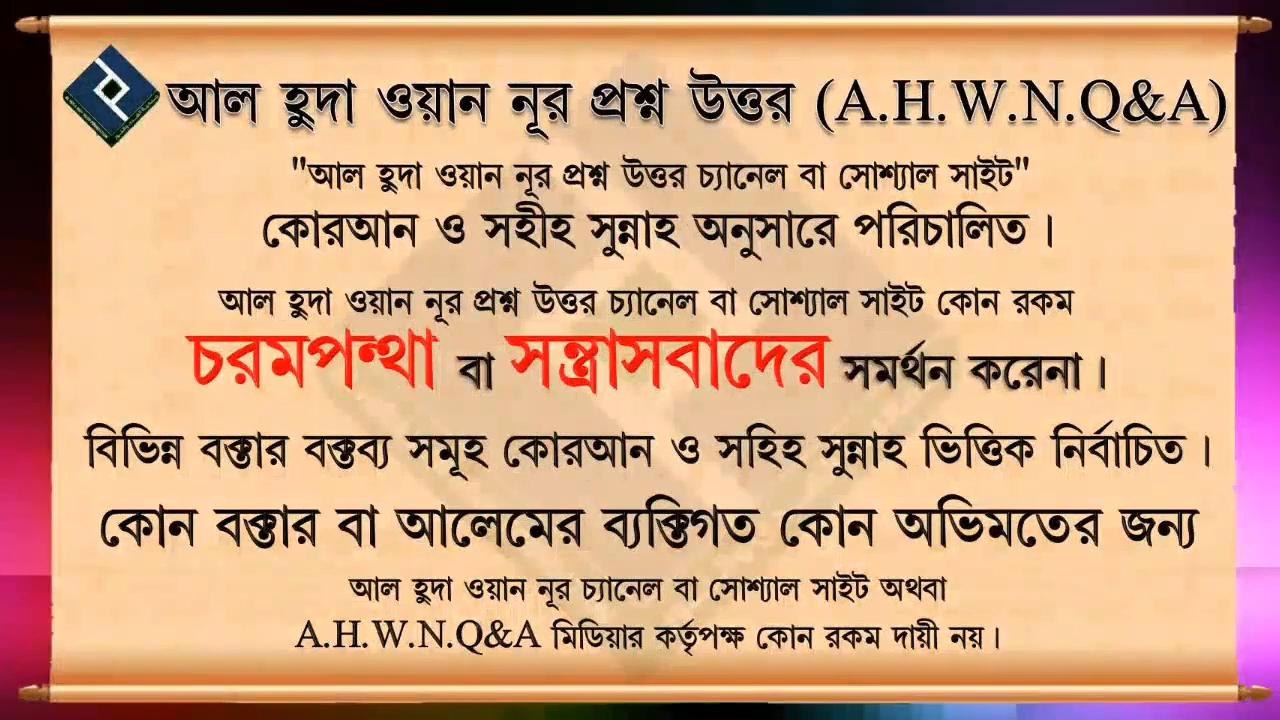 আল হুদা ওয়ান নূর প্রশ্ন উত্তর (A.H.W.N.Q&A)
"আল হুদা ওয়ান নূর প্রশ্ন উত্তর চ্যানেল বা সোশ্যাল সাইট"
কোরআন ও সহীহ সুন্নাহ অনুসারে পরিচালিত।
আল হুদা ওয়ান নূর প্রশ্ন উত্তর চ্যানেল বা সোশ্যাল সাইট কোন রকম
চরমপন্থা বা সন্ত্রাসবাদের সমর্থন করেনা।
বিভিন্ন বক্তার বক্তব্য সমূহ কোরআন ও সহিহ সুন্নাহ ভিত্তিক নির্বাচিত।
কোন বক্তার বা আলেমের ব্যক্তিগত কোন অভিমতের জন্য
আল হুদা ওয়ান নূর চ্যানেল বা সোশ্যাল সাইট অথবা
A.H.W.N.Q&A মিডিয়ার কর্তৃপক্ষ কোন রকম দায়ী নয়।